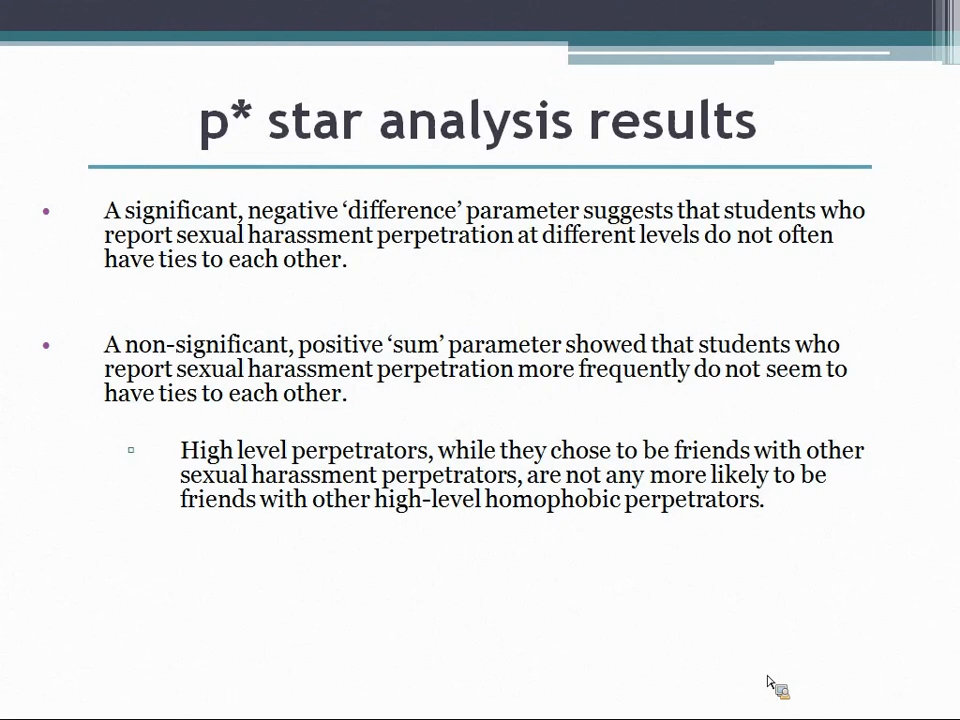 p* star analysis results
• A significant, negative ‘difference’ parameter suggests that students who
report sexual harassment perpetration at different levels do not often
have ties to each other.
• A non-significant, positive ‘sum’ parameter showed that students who
report sexual harassment perpetration more frequently do not seem to
have ties to each other.
▫ High level perpetrators, while they chose to be friends with other
sexual harassment perpetrators, are not any more likely to be
friends with other high-level homophobic perpetrators.